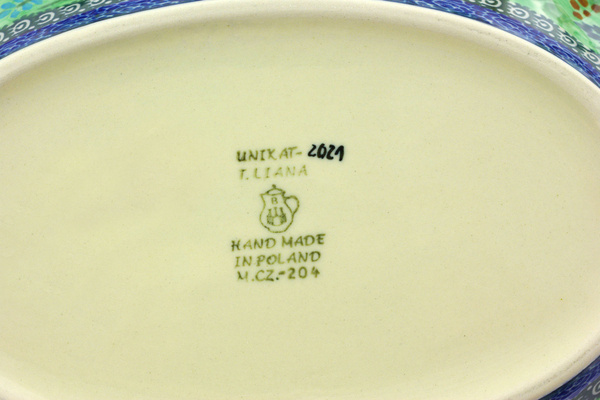 UNIKAT- 2021
T. LIANA
B
HAND MADE
IN POLAND
M.CZ.-204